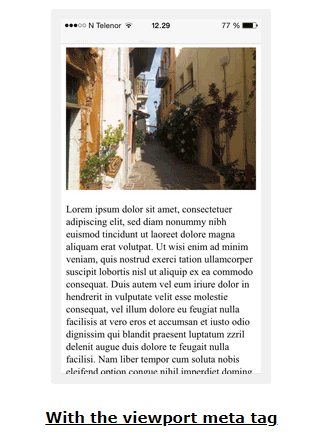 N Telenor 12.29 77 %
Lorem ipsum dolor sit amet, consectetuer
adipiscing elit, sed diam nonummy nibh
euismod tincidunt ut laoreet dolore magna
aliquam erat volutpat. Ut wisi enim ad minim
veniam, quis nostrud exerci tation ullamcorper
suscipit lobortis nisl ut aliquip ex ea commodo
consequat. Duis autem vel eum iriure dolor in
hendrerit in vulputate velit esse molestie
consequat, vel illum dolore eu feugiat nulla
facilisis at vero eros et accumsan et iusto odio
dignissim qui blandit praesent luptatum zzril
delenit augue duis dolore te feugait nulla
facilisi. Nam liber tempor cum soluta nobis
eleifend option congue nihil imperdiet doming
With the viewport meta tag